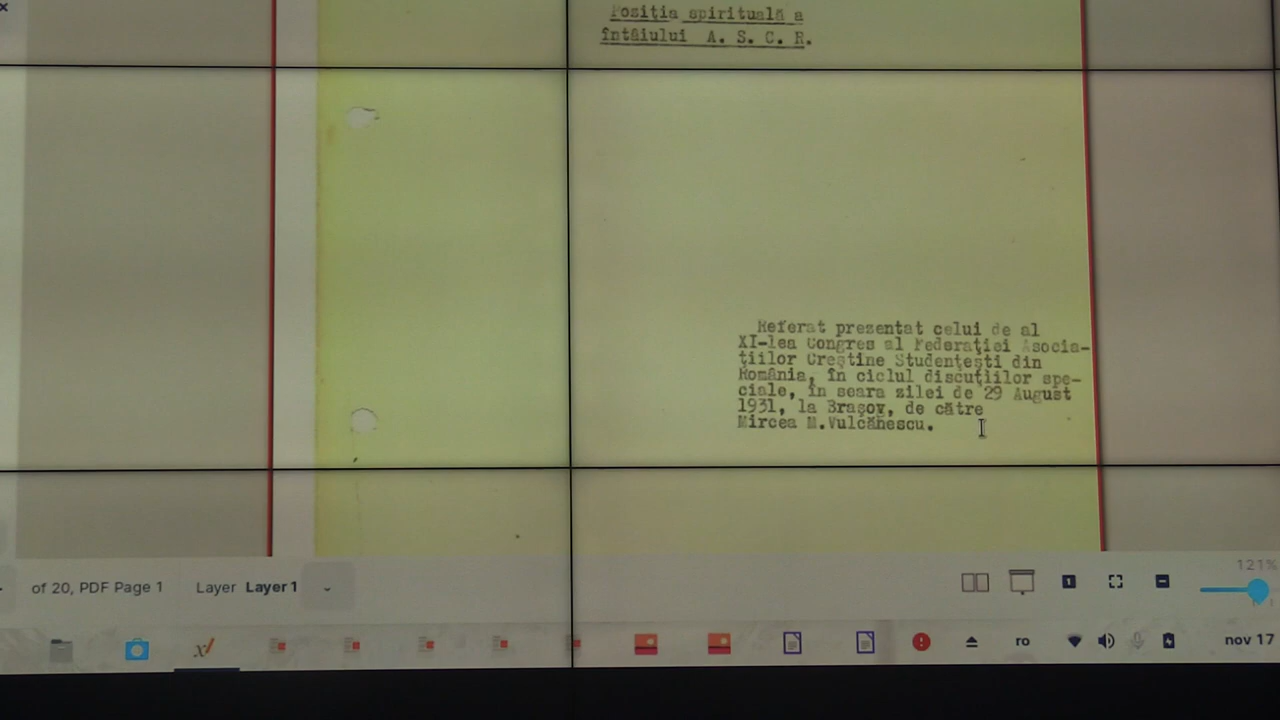 Poziția spirituală a
întâiului A. S. C. R.
Referat prezentat celui de al
XI-lea Congres al Federației Asocia-
țiilor Creștine Studențești din
România, în ciclul discuțiilor spe-
ciale, în seara zilei de 29 August
1931, la Brașov, de către
Mircea M.Vulcănescu.
of 20, PDF Page 1 Layer Layer 1
121%
ro
nov 17